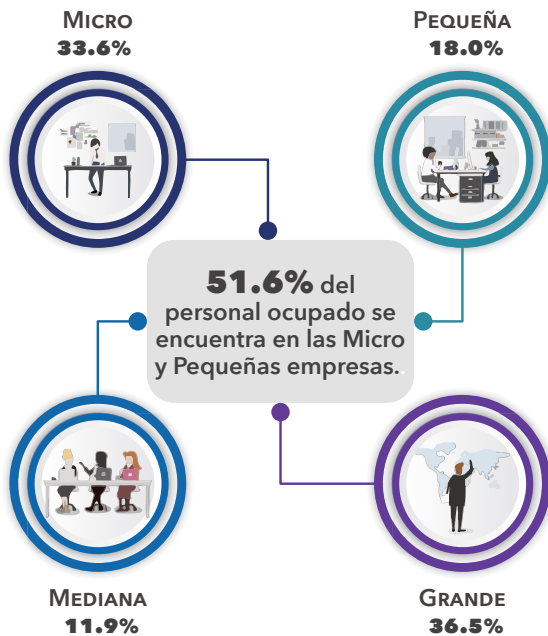 MICRO
33.6%
PEQUEÑA
18.0%
51.6% del
personal ocupado se
encuentra en las Micro
y Pequeñas empresas..
MEDIANA
11.9%
GRANDE
36.5%